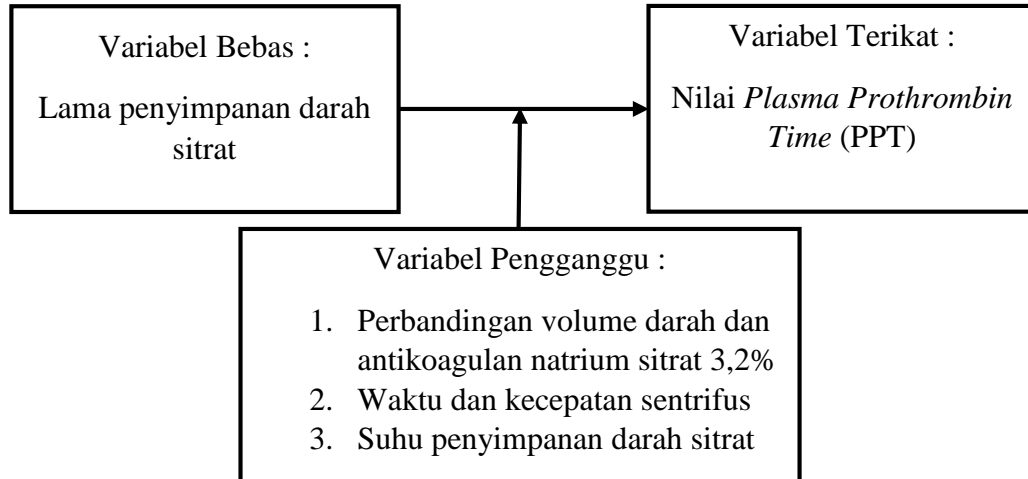 Variabel Bebas :
Lama penyimpanan darah
sitrat
Variabel Terikat :
Nilai Plasma Prothrombin
Time (PPT)
Variabel Pengganggu :
1. Perbandingan volume darah dan
antikoagulan natrium sitrat 3,2%
2. Waktu dan kecepatan sentrifus
3. Suhu penyimpanan darah sitrat